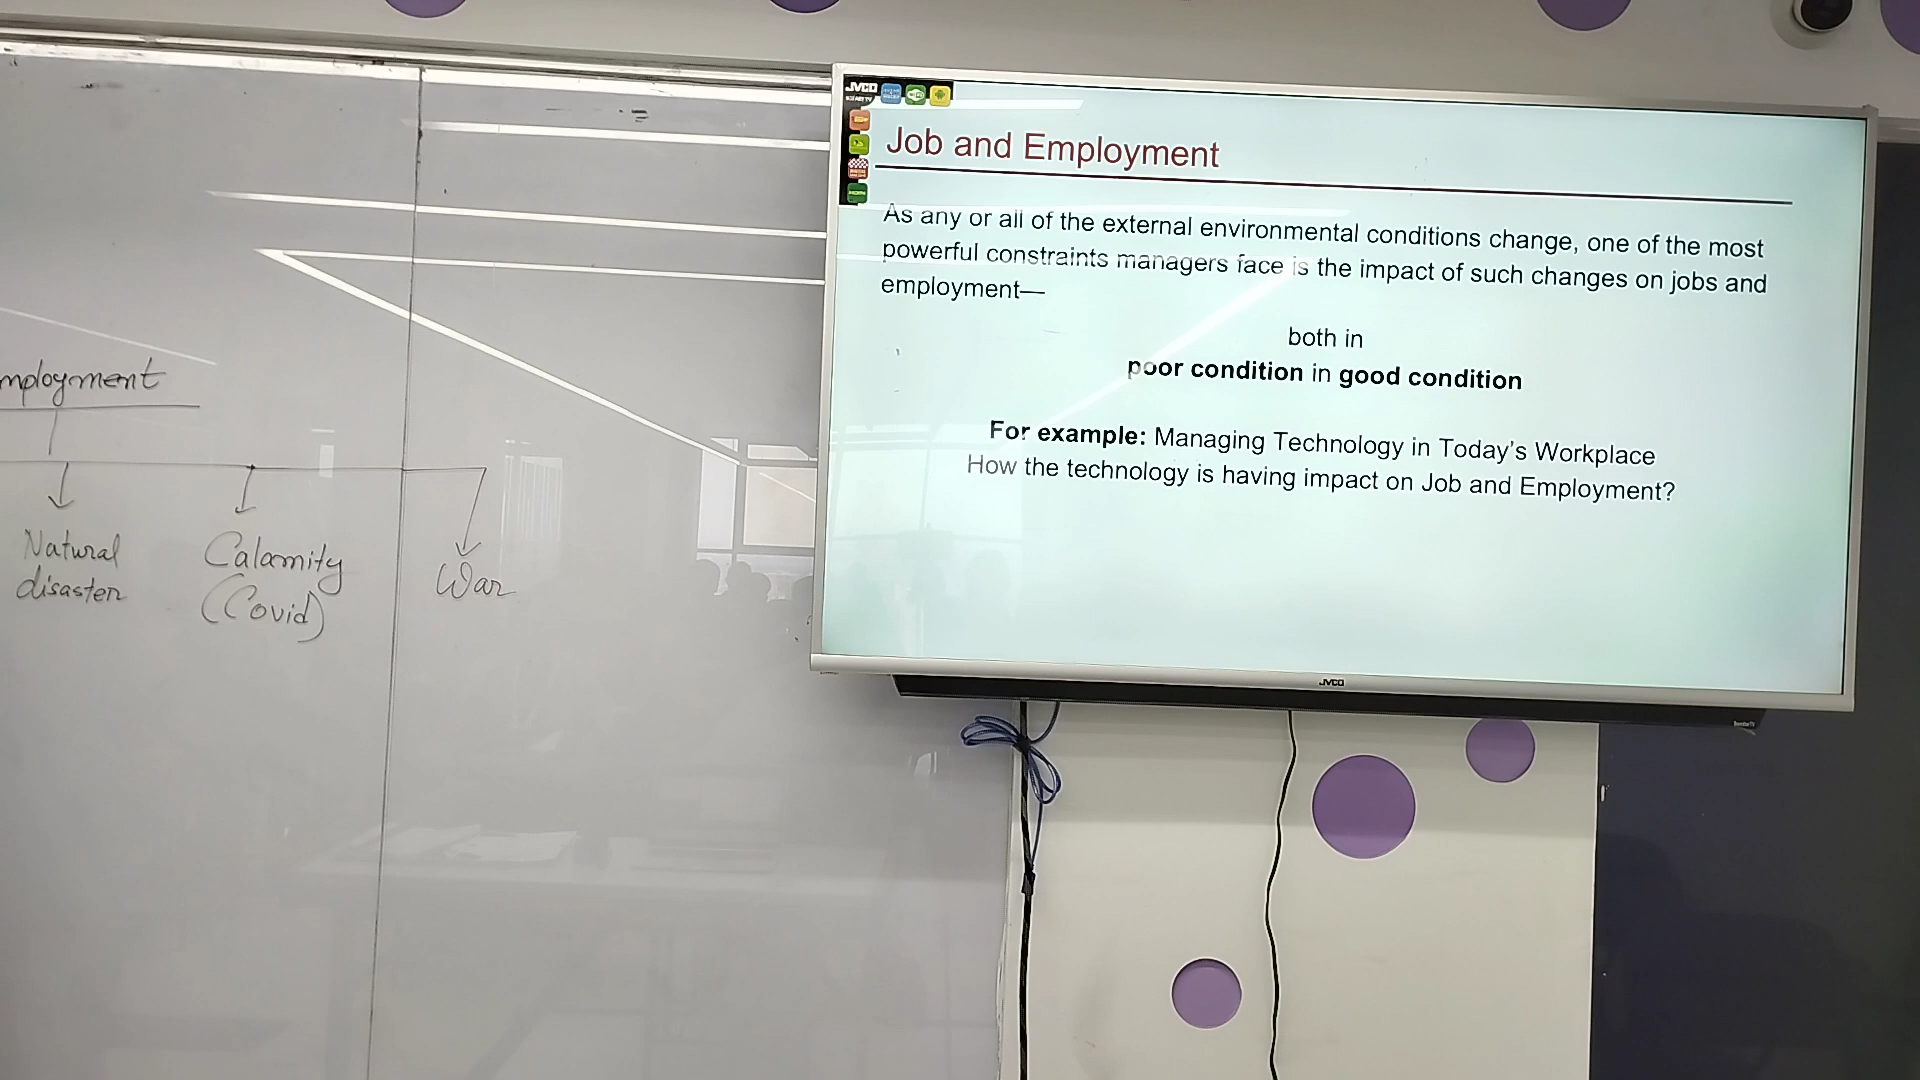 mployment
Natural
disaster
Calamity
(Covid)
War
JVCO
SMART TV
Job and Employment
As any or all of the external environmental conditions change, one of the most
powerful constraints managers face is the impact of such changes on jobs and
employment—
both in
poor condition in good condition
For example: Managing Technology in Today's Workplace
How the technology is having impact on Job and Employment?
JVCO